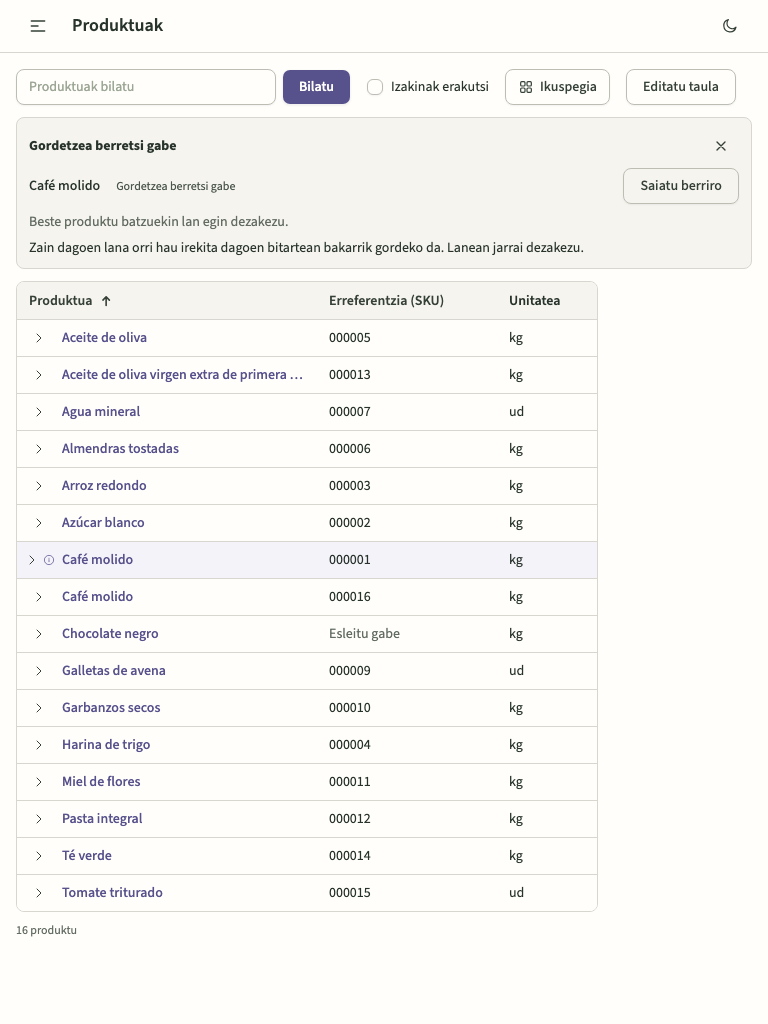 Produktuak
Produktuak bilatu
Bilatu
Izakinak erakutsi
Ikuspegia
Editatu taula
Gordetzea berretsi gabe
Café molido Gordetzea berretsi gabe
Saiatu berriro
Beste produktu batzuekin lan egin dezakezu.
Zain dagoen lana orri hau irekita dagoen bitartean bakarrik gordeko da. Lanean jarrai dezakezu.
Produktua Erreferentzia (SKU) Unitatea
Aceite de oliva 000005 kg
Aceite de oliva virgen extra de primera … 000013 kg
Agua mineral 000007 ud
Almendras tostadas 000006 kg
Arroz redondo 000003 kg
Azúcar blanco 000002 kg
Café molido 000001 kg
Café molido 000016 kg
Chocolate negro Esleitu gabe kg
Galletas de avena 000009 ud
Garbanzos secos 000010 kg
Harina de trigo 000004 kg
Miel de flores 000011 kg
Pasta integral 000012 kg
Té verde 000014 kg
Tomate triturado 000015 ud
16 produktu